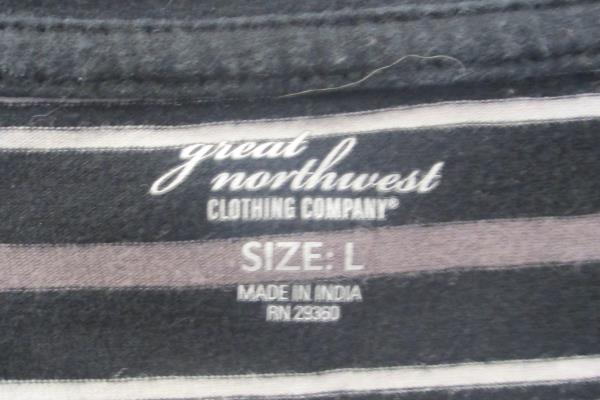 great
northwest
CLOTHING COMPANY®
SIZE: L
MADE IN INDIA
RN 29360